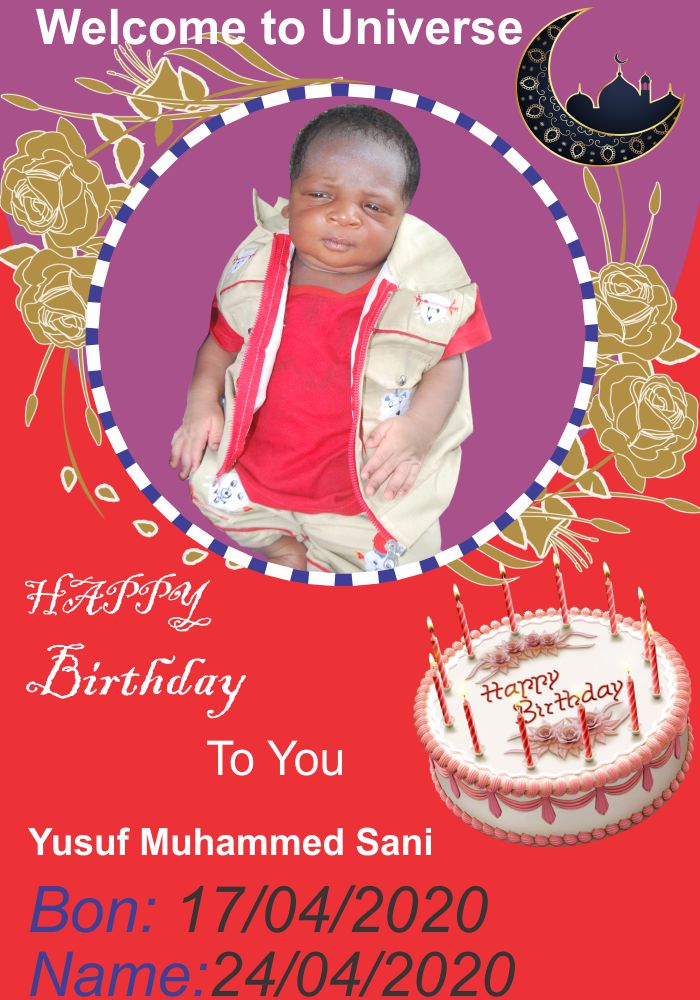 Welcome to Universe
HAPPY
Birthday
To You
Happy
Birthday
Yusuf Muhammed Sani
Bon: 17/04/2020
Name:24/04/2020